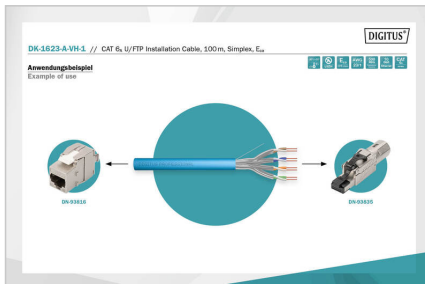 DIGITUS®
DK-1623-A-VH-1 // CAT 6A U/FTP Installation Cable, 100 m, Simplex, Eca
Anwendungsbeispiel
Example of use
DN-93616
DN-93635